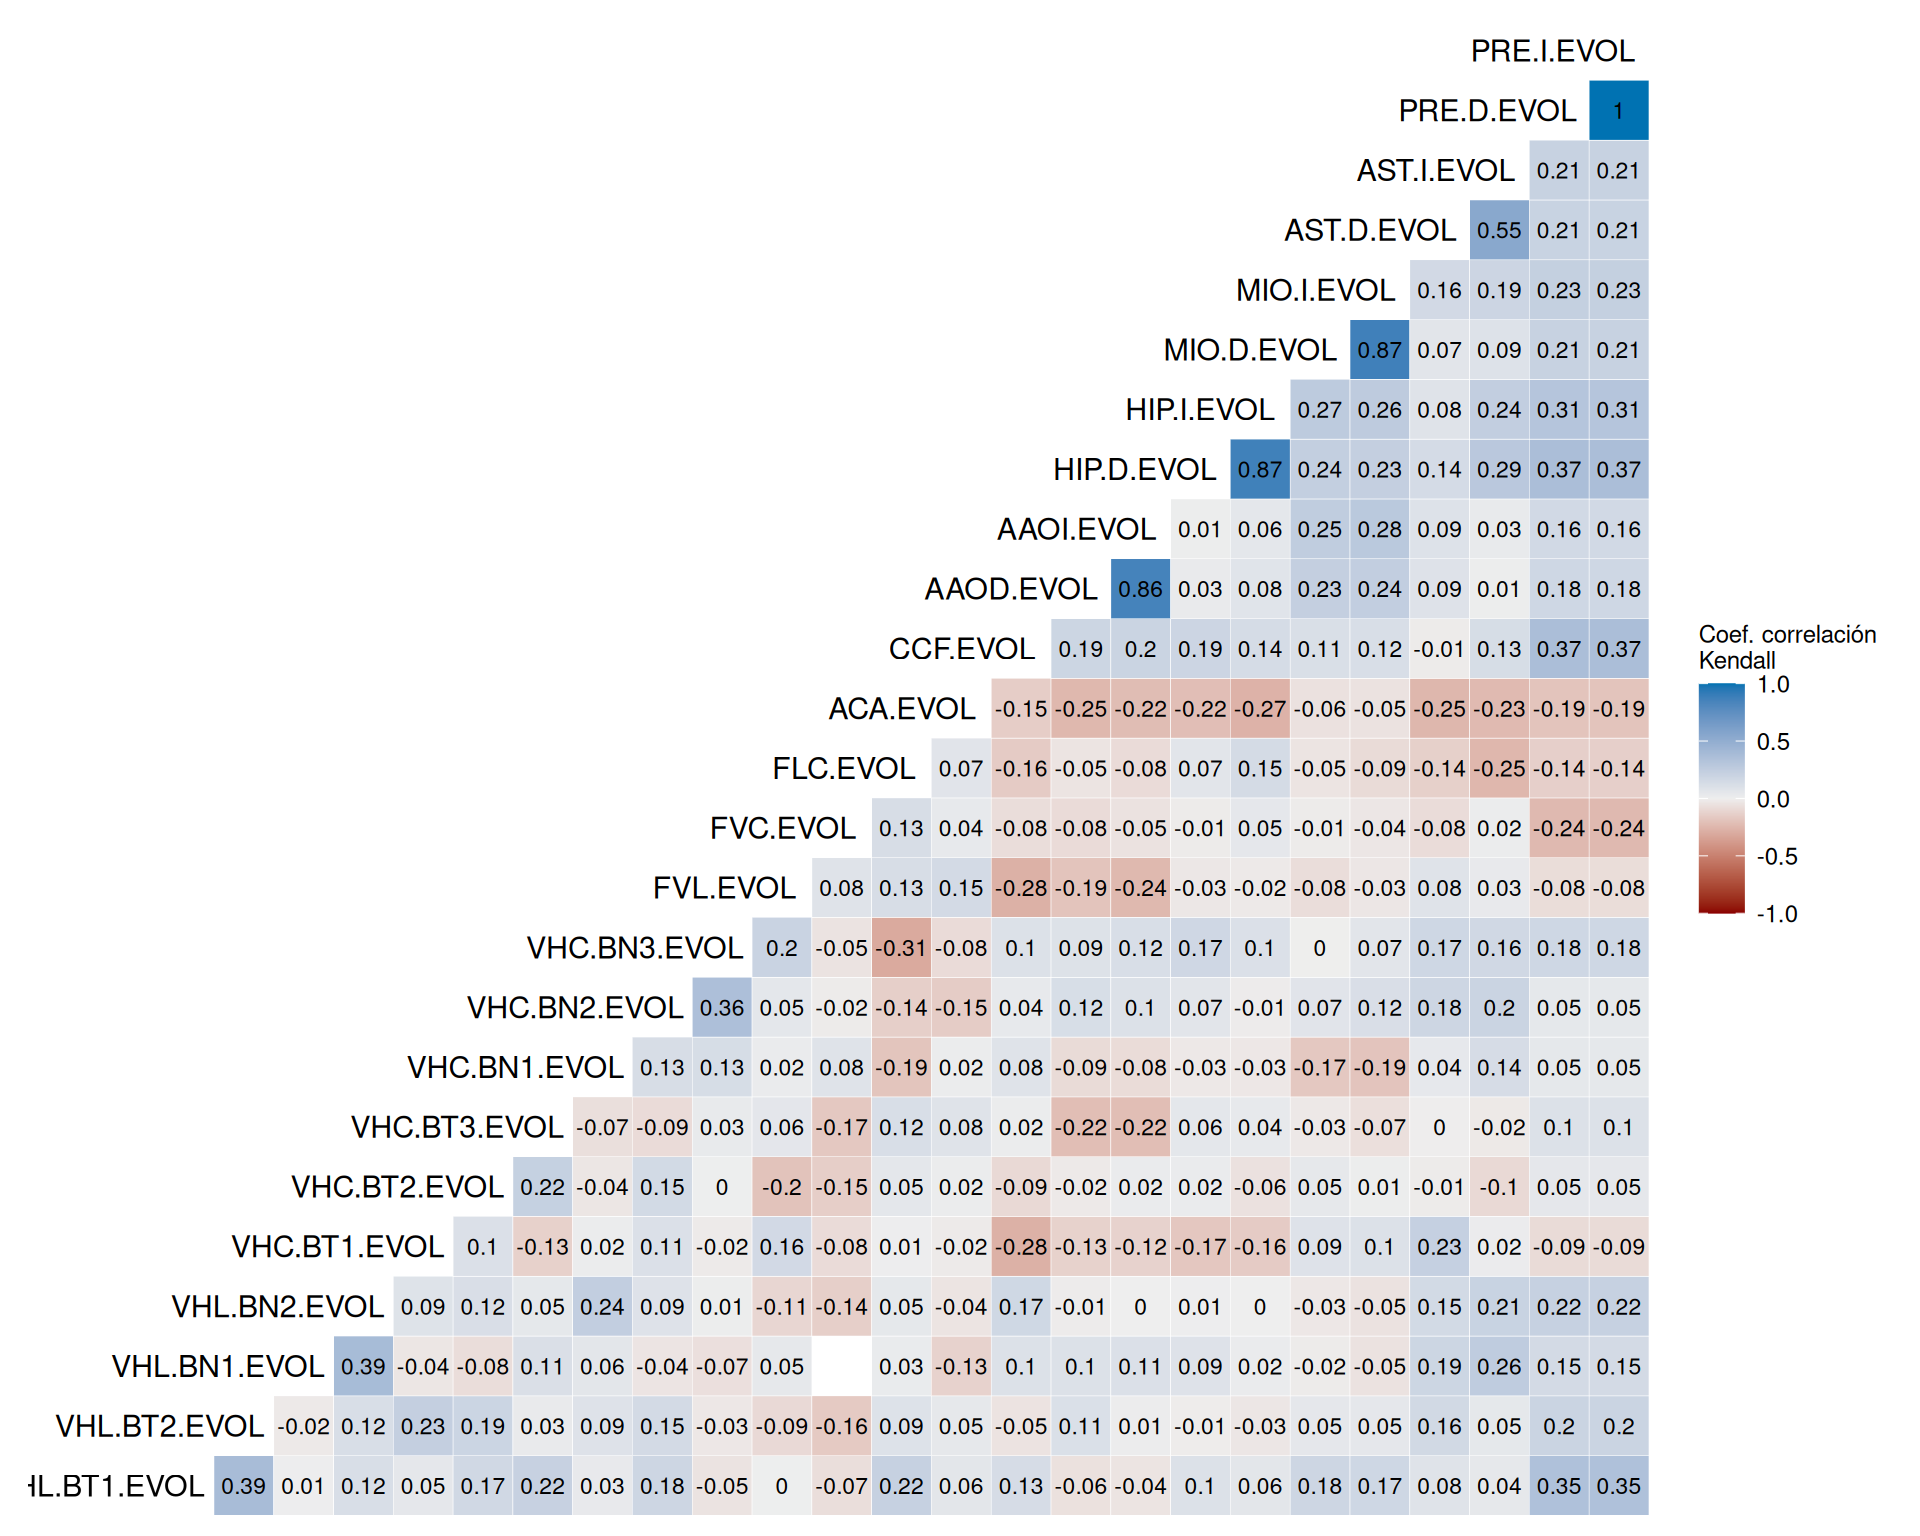 PRE.I.EVOL
PRE.D.EVOL 1
AST.I.EVOL 0.21 0.21
AST.D.EVOL 0.55 0.21 0.21
MIO.I.EVOL 0.16 0.19 0.23 0.23
MIO.D.EVOL 0.87 0.07 0.09 0.21 0.21
HIP.I.EVOL 0.27 0.26 0.08 0.24 0.31 0.31
HIP.D.EVOL 0.87 0.24 0.23 0.14 0.29 0.37 0.37
AAOI.EVOL 0.01 0.06 0.25 0.28 0.09 0.03 0.16 0.16
AAOD.EVOL 0.86 0.03 0.08 0.23 0.24 0.09 0.01 0.18 0.18
CCF.EVOL 0.19 0.2 0.19 0.14 0.11 0.12 -0.01 0.13 0.37 0.37
ACA.EVOL -0.15 -0.25 -0.22 -0.22 -0.27 -0.06 -0.05 -0.25 -0.23 -0.19 -0.19
FLC.EVOL 0.07 -0.16 -0.05 -0.08 0.07 0.15 -0.05 -0.09 -0.14 -0.25 -0.14 -0.14
FVC.EVOL 0.13 0.04 -0.08 -0.08 -0.05 -0.01 0.05 -0.01 -0.04 -0.08 0.02 -0.24 -0.24
FVL.EVOL 0.08 0.13 0.15 -0.28 -0.19 -0.24 -0.03 -0.02 -0.08 -0.03 0.08 0.03 -0.08 -0.08
VHC.BN3.EVOL 0.2 -0.05 -0.31 -0.08 0.1 0.09 0.12 0.17 0.1 0 0.07 0.17 0.16 0.18 0.18
VHC.BN2.EVOL 0.36 0.05 -0.02 -0.14 -0.15 0.04 0.12 0.1 0.07 -0.01 0.07 0.12 0.18 0.2 0.05 0.05
VHC.BN1.EVOL 0.13 0.13 0.02 0.08 -0.19 0.02 0.08 -0.09 -0.08 -0.03 -0.03 -0.17 -0.19 0.04 0.14 0.05 0.05
VHC.BT3.EVOL -0.07 -0.09 0.03 0.06 -0.17 0.12 0.08 0.02 -0.22 -0.22 0.06 0.04 -0.03 -0.07 0 -0.02 0.1 0.1
VHC.BT2.EVOL 0.22 -0.04 0.15 0 -0.2 -0.15 0.05 0.02 -0.09 -0.02 0.02 0.02 -0.06 0.05 0.01 -0.01 -0.1 0.05 0.05
VHC.BT1.EVOL 0.1 -0.13 0.02 0.11 -0.02 0.16 -0.08 0.01 -0.02 -0.28 -0.13 -0.12 -0.17 -0.16 0.09 0.1 0.23 0.02 -0.09 -0.09
VHL.BN2.EVOL 0.09 0.12 0.05 0.24 0.09 0.01 -0.11 -0.14 0.05 -0.04 0.17 -0.01 0 0.01 0 -0.03 -0.05 0.15 0.21 0.22 0.22
VHL.BN1.EVOL 0.39 -0.04 -0.08 0.11 0.06 -0.04 -0.07 0.05 0.03 -0.13 0.1 0.1 0.11 0.09 0.02 -0.02 -0.05 0.19 0.26 0.15 0.15
VHL.BT2.EVOL -0.02 0.12 0.23 0.19 0.03 0.09 0.15 -0.03 -0.09 -0.16 0.09 0.05 -0.05 0.11 0.01 -0.01 -0.03 0.05 0.05 0.16 0.05 0.2 0.2
HL.BT1.EVOL 0.39 0.01 0.12 0.05 0.17 0.22 0.03 0.18 -0.05 0 -0.07 0.22 0.06 0.13 -0.06 -0.04 0.1 0.06 0.18 0.17 0.08 0.04 0.35 0.35
Coef. correlación
Kendall
1.0
0.5
0.0
-0.5
-1.0